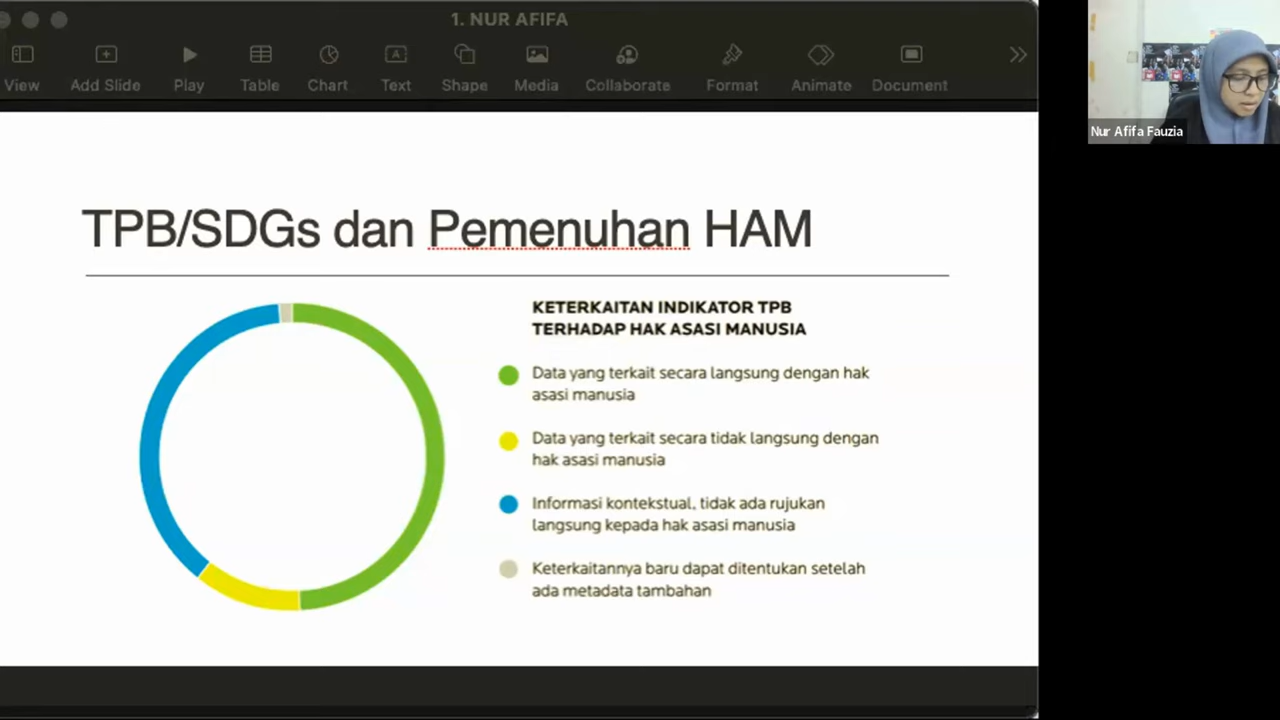 1. NUR AFIFA
View
Add Slide
Play
Table
Chart
Text
Shape
Media
Collaborate
Format
Animate
Document
Nur Afifa Fauzia
TPB/SDGs dan Pemenuhan HAM
KETERKAITAN INDIKATOR TPB
TERHADAP HAK ASASI MANUSIA
Data yang terkait secara langsung dengan hak
asasi manusia
Data yang terkait secara tidak langsung dengan
hak asasi manusia
Informasi kontekstual, tidak ada rujukan
langsung kepada hak asasi manusia
Keterkaitannya baru dapat ditentukan setelah
ada metadata tambahan